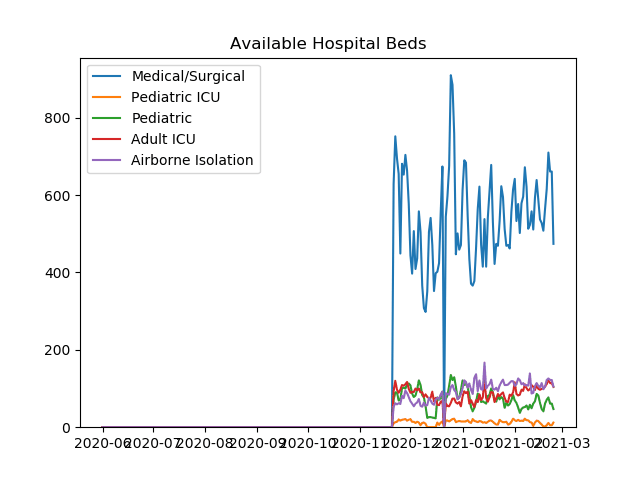 Available Hospital Beds
Medical/Surgical
Pediatric ICU
Pediatric
Adult ICU
Airborne Isolation
800
600
400
200
0
2020-06 2020-07 2020-08 2020-09 2020-10 2020-11 2020-12 2021-01 2021-02 2021-03